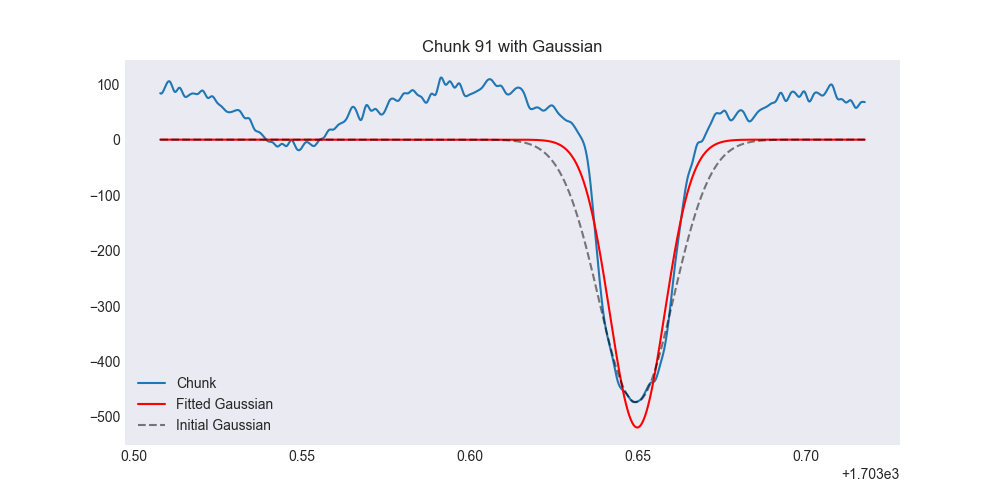 Chunk 91 with Gaussian
100
0
−100
−200
−300
−400
−500
Chunk
Fitted Gaussian
Initial Gaussian
0.50 0.55 0.60 0.65 0.70
+1.703e3